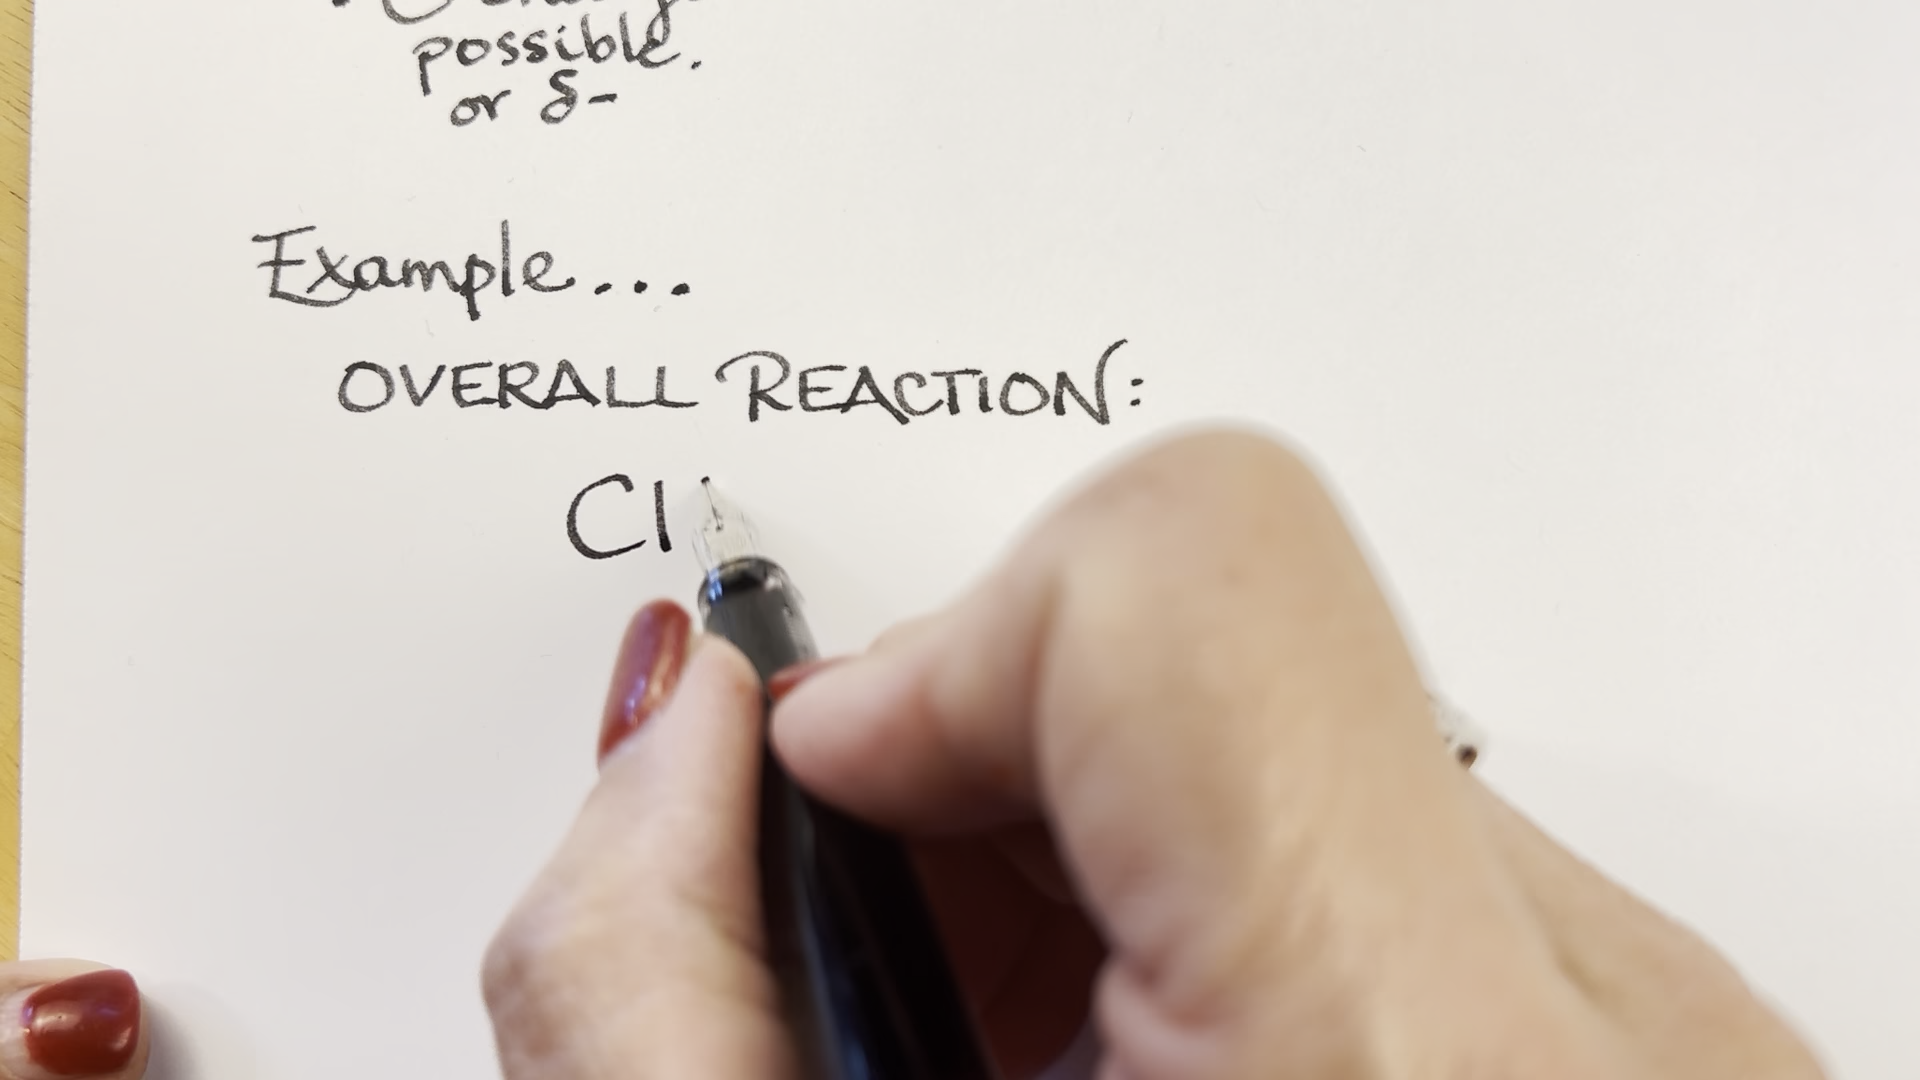 possible.
or δ-
Example...
OVERALL REACTION:
Cl